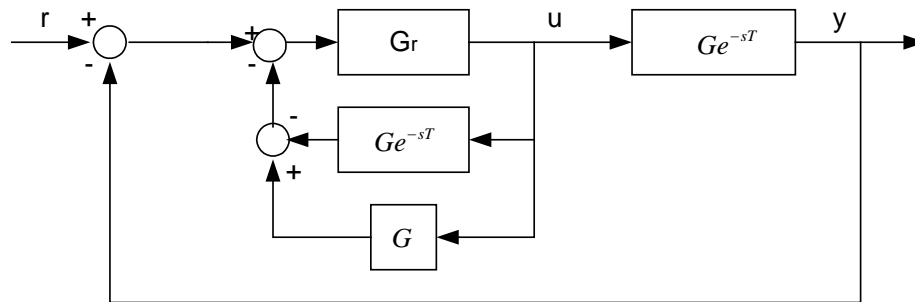 r
+
-
+
-
Gr
u
Ge^{-sT}
y
-
+
Ge^{-sT}
G